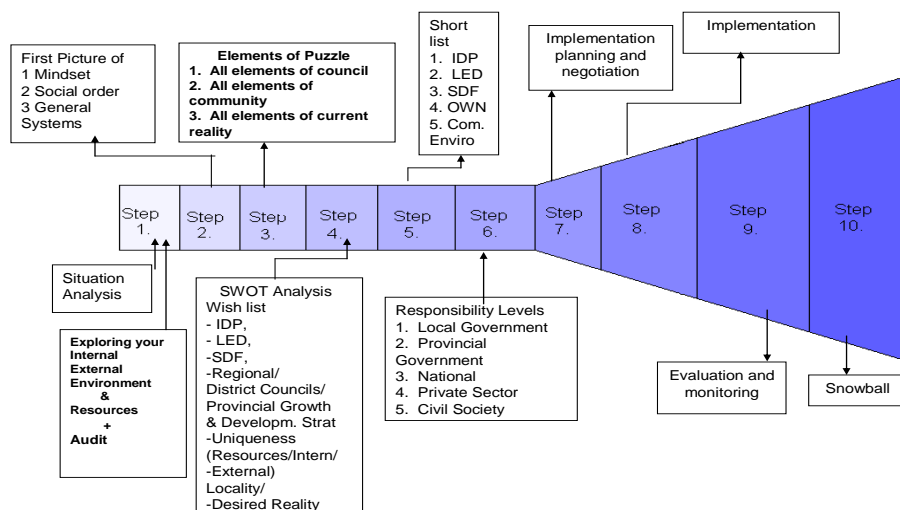 First Picture of
1 Mindset
2 Social order
3 General
Systems
Elements of Puzzle
1. All elements of council
2. All elements of
community
3. All elements of current
reality
Short
list
1. IDP
2. LED
3. SDF
4. OWN
5. Com.
Enviro
Implementation
planning and
negotiation
Implementation
Step
1.
Step
2.
Step
3.
Step
4.
Step
5.
Step
6.
Step
7.
Step
8.
Step
9.
Step
10.
Situation
Analysis
Exploring your
Internal
External
Environment
&
Resources
+
Audit
SWOT Analysis
Wish list
- IDP,
- LED,
-SDF,
-Regional/
District Councils/
Provincial Growth
& Developm. Strat
-Uniqueness
(Resources/Intern/
-External)
Locality/
-Desired Reality
Responsibility Levels
1. Local Government
2. Provincial
Government
3. National
4. Private Sector
5. Civil Society
Evaluation and
monitoring
Snowball